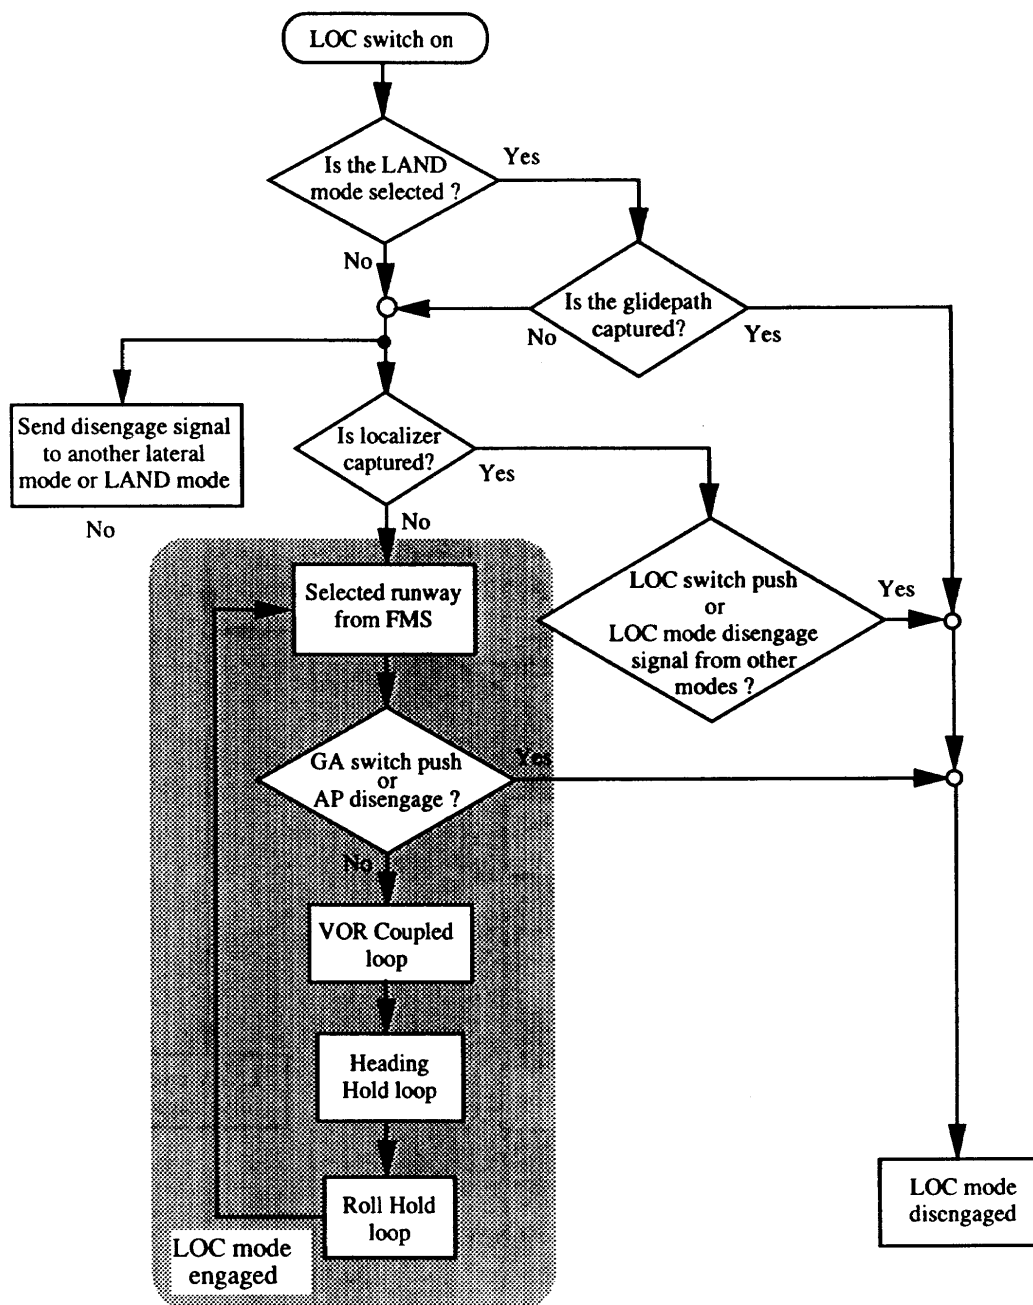 LOC switch on
Is the LAND
mode selected ?
Yes
No
Is the glidepath
captured?
No
Yes
Send disengage signal
to another lateral
mode or LAND mode
No
Is localizer
captured?
Yes
No
Selected runway
from FMS
LOC switch push
or
LOC mode disengage
signal from other
modes ?
Yes
GA switch push
or
AP disengage ?
Yes
No
VOR Coupled
loop
Heading
Hold loop
Roll Hold
loop
LOC mode
engaged
LOC mode
discngaged